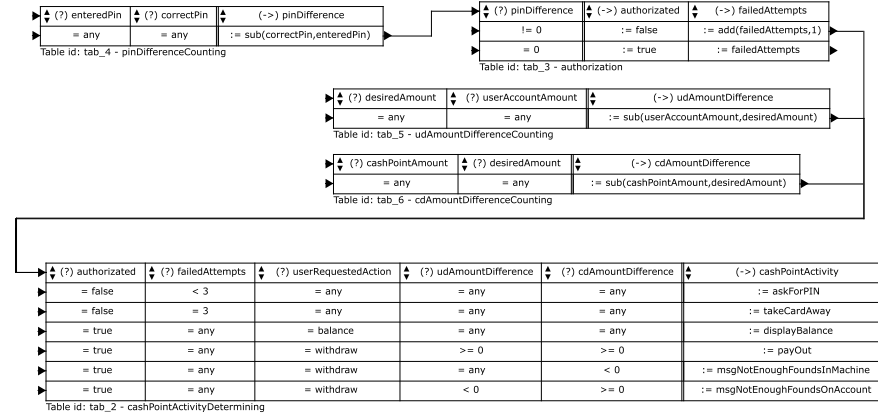 (?) enteredPin (?) correctPin (->) pinDifference
= any = any := sub(correctPin,enteredPin)
Table id: tab_4 - pinDifferenceCounting
(?) pinDifference (->) authorizated (->) failedAttempts
!= 0 := false := add(failedAttempts,1)
= 0 := true := failedAttempts
Table id: tab_3 - authorization
(?) desiredAmount (?) userAccountAmount (->) udAmountDifference
= any = any := sub(userAccountAmount,desiredAmount)
Table id: tab_5 - udAmountDifferenceCounting
(?) cashPointAmount (?) desiredAmount (->) cdAmountDifference
= any = any := sub(cashPointAmount,desiredAmount)
Table id: tab_6 - cdAmountDifferenceCounting
(?) authorizated (?) failedAttempts (?) userRequestedAction (?) udAmountDifference (?) cdAmountDifference (->) cashPointActivity
= false < 3 = any = any = any := askForPIN
= false = 3 = any = any = any := takeCardAway
= true = any = balance = any = any := displayBalance
= true = any = withdraw >= 0 >= 0 := payOut
= true = any = withdraw = any < 0 := msgNotEnoughFoundsInMachine
= true = any = withdraw < 0 >= 0 := msgNotEnoughFoundsOnAccount
Table id: tab_2 - cashPointActivityDetermining